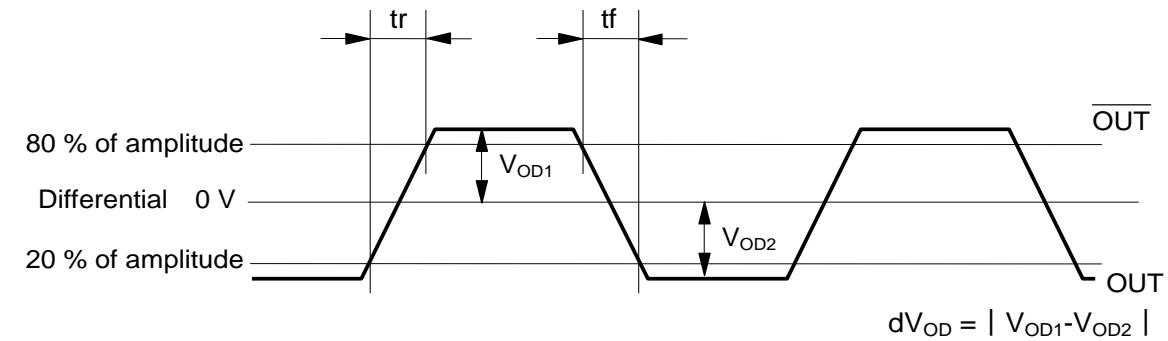 tr
tf
OUT
80 % of amplitude
VOD1
Differential 0 V
VOD2
20 % of amplitude
OUT
dVOD = | VOD1-VOD2 |